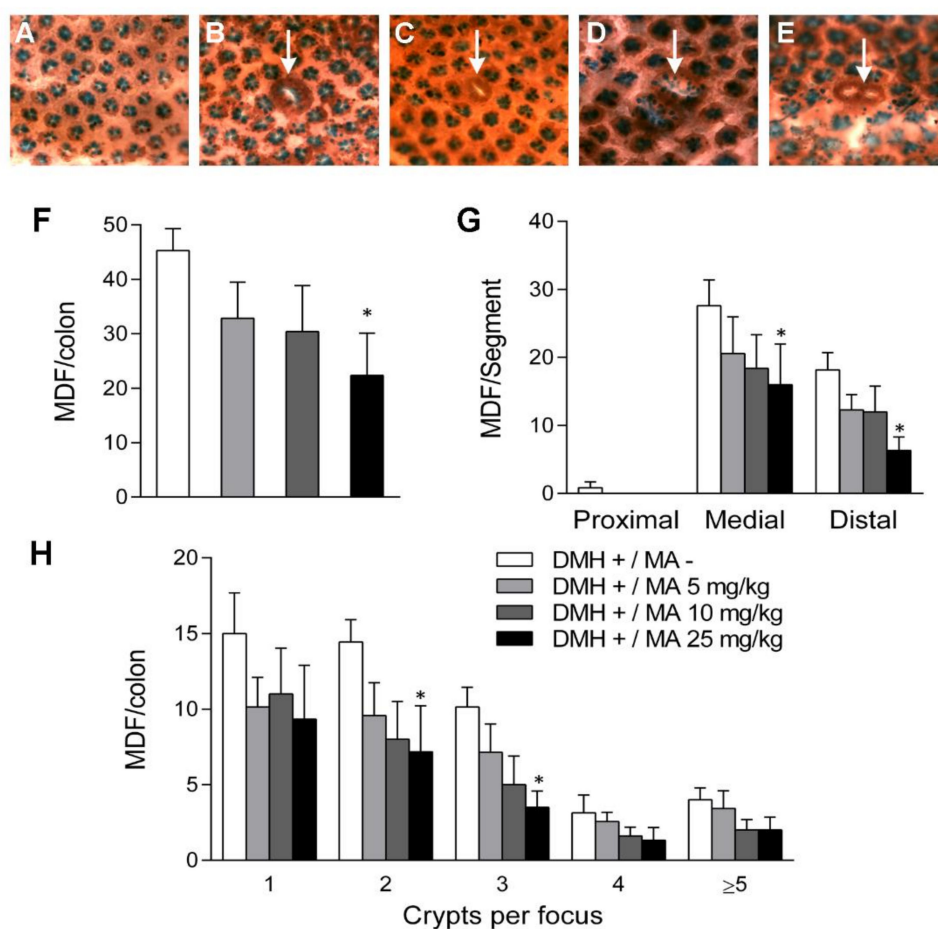 A B C D E
F
50
40
30
20
10
0
MDF/colon
*
G
40
30
20
10
0
MDF/Segment
* *
Proximal Medial Distal
H
20
15
10
5
0
MDF/colon
DMH + / MA -
DMH + / MA 5 mg/kg
DMH + / MA 10 mg/kg
DMH + / MA 25 mg/kg
* *
1 2 3 4 ≥5
Crypts per focus